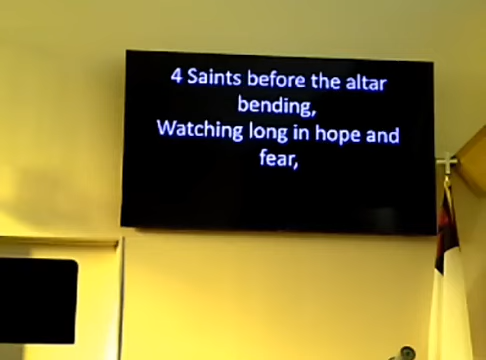 4 Saints before the altar
bending,
Watching long in hope and
fear,